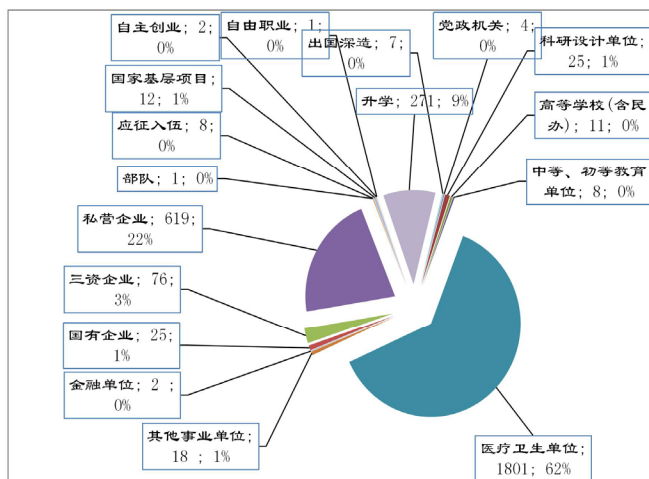 自主创业; 2;
0%
自由职业; 1;
0%
出国深造; 7;
0%
党政机关; 4;
0%
科研设计单位;
25; 1%
国家基层项目;
12; 1%
升学; 271; 9%
高等学校(含民
办); 11; 0%
应征入伍; 8;
0%
中等、初等教育
单位; 8; 0%
部队; 1; 0%
私营企业; 619;
22%
三资企业; 76;
3%
国有企业; 25;
1%
金融单位; 2 ;
0%
其他事业单位;
18 ; 1%
医疗卫生单位;
1801; 62%